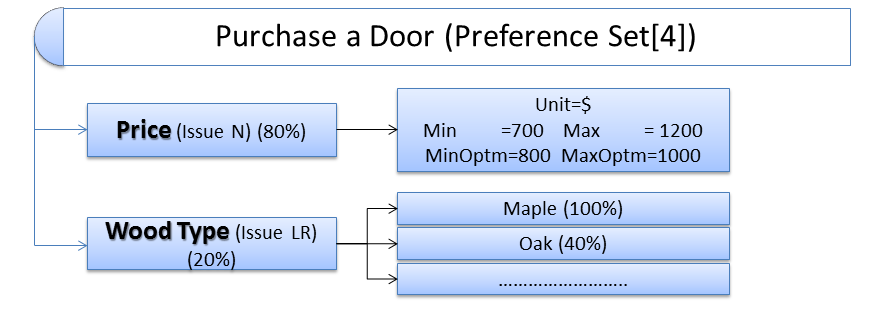 Purchase a Door (Preference Set[4])
Price (Issue N) (80%)
Unit=$
Min =700 Max = 1200
MinOptm=800 MaxOptm=1000
Wood Type (Issue LR)
(20%)
Maple (100%)
Oak (40%)
……………………..